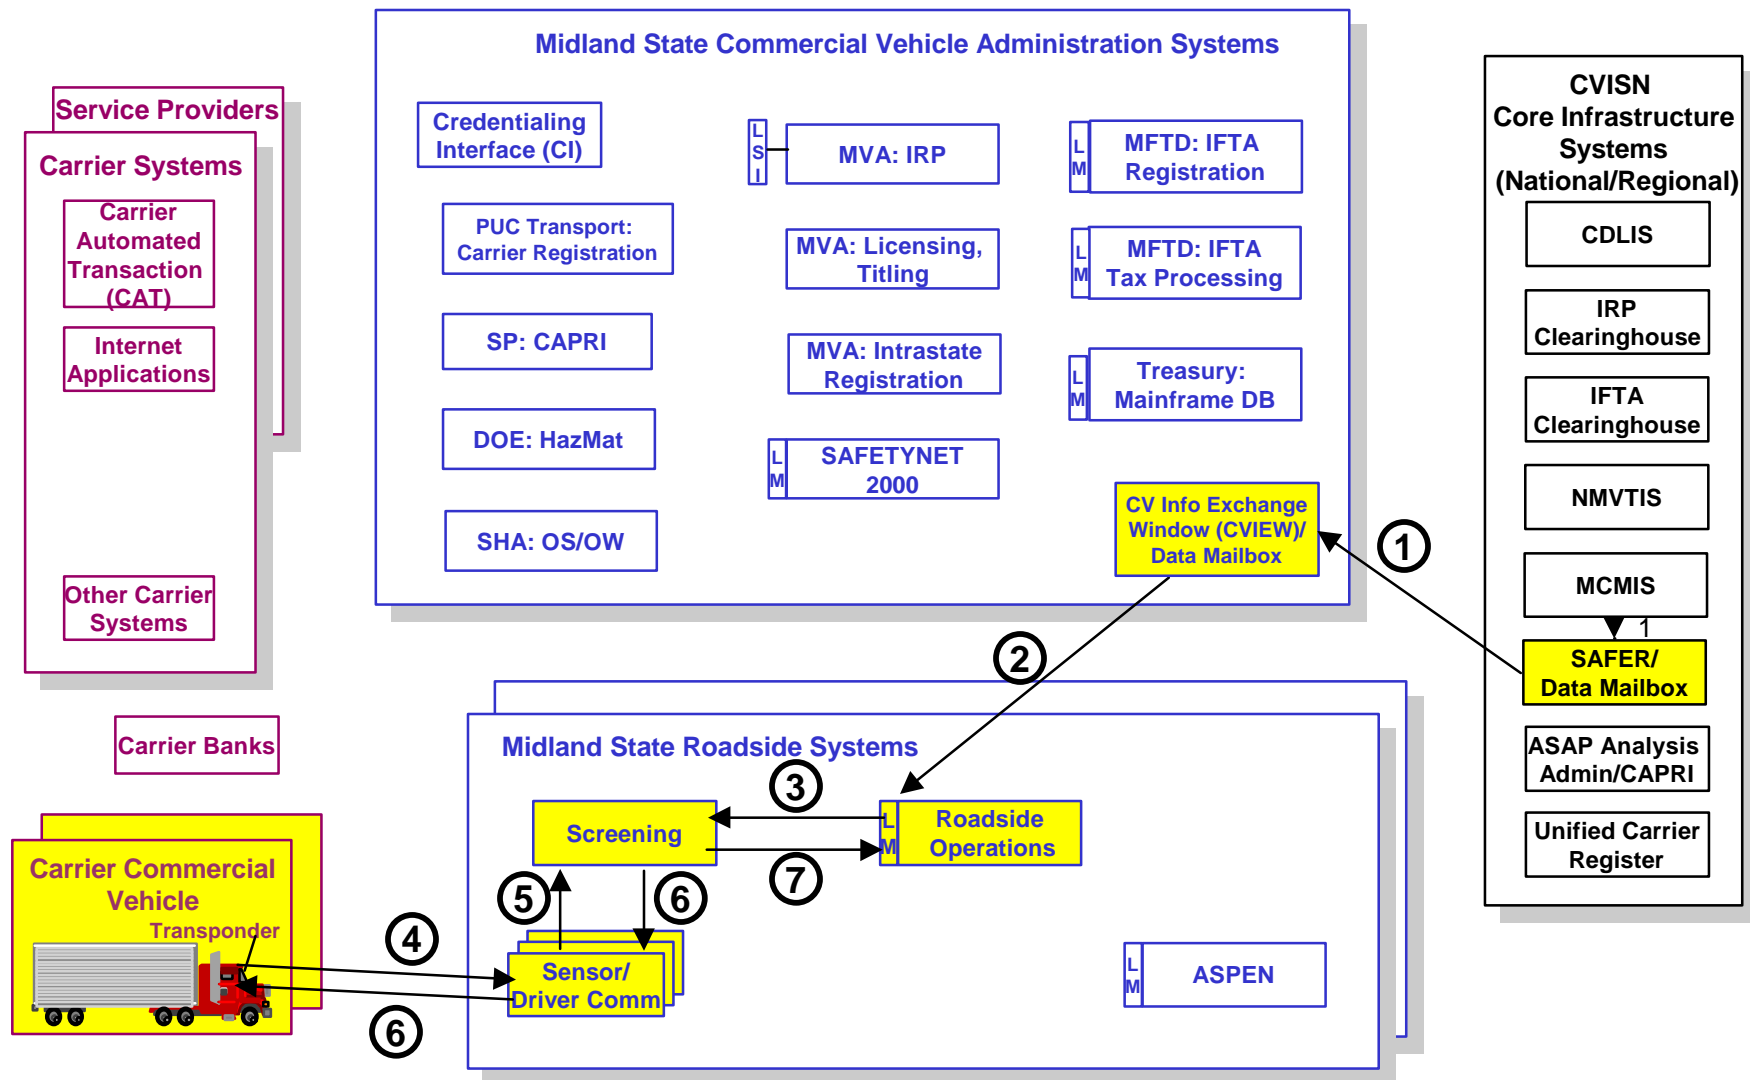 Midland State Commercial Vehicle Administration Systems
Service Providers
Carrier Systems
Carrier
Automated
Transaction
(CAT)
Internet
Applications
Other Carrier
Systems
Carrier Banks
Carrier Commercial
Vehicle
Transponder
Credentialing
Interface (CI)
PUC Transport:
Carrier Registration
SP: CAPRI
DOE: HazMat
SHA: OS/OW
L
S
I
MVA: IRP
MVA: Licensing,
Titling
MVA: Intrastate
Registration
L
M
SAFETYNET
2000
L
M
MFTD: IFTA
Registration
L
M
MFTD: IFTA
Tax Processing
L
M
Treasury:
Mainframe DB
CV Info Exchange
Window (CVIEW)/
Data Mailbox
1
2
CVISN
Core Infrastructure
Systems
(National/Regional)
CDLIS
IRP
Clearinghouse
IFTA
Clearinghouse
NMVTIS
MCMIS
1
SAFER/
Data Mailbox
ASAP Analysis
Admin/CAPRI
Unified Carrier
Register
Midland State Roadside Systems
3
Screening
L
M
Roadside
Operations
7
5
6
4
Sensor/
Driver Comm
6
L
M
ASPEN